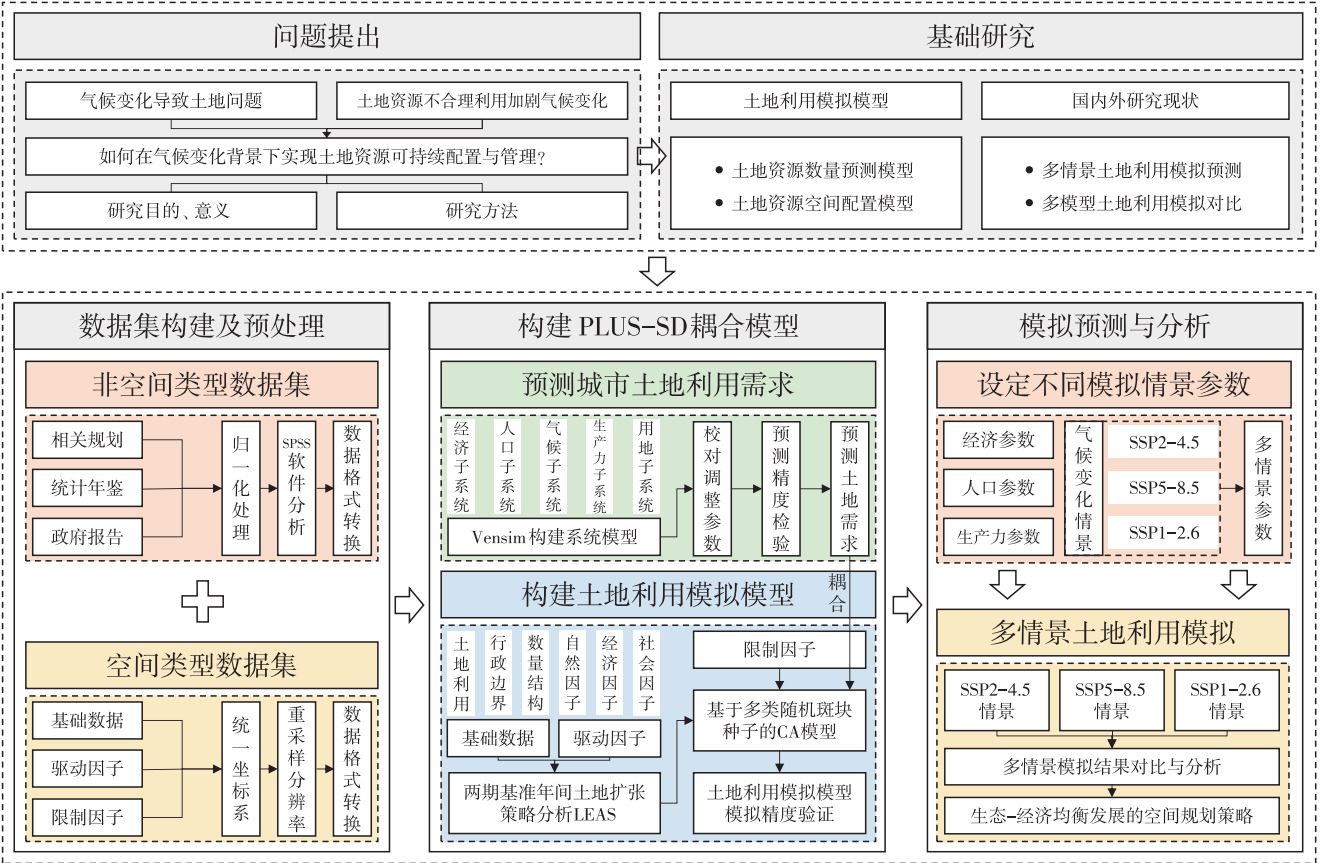 问题提出
基础研究
气候变化导致土地问题
土地资源不合理利用加剧气候变化
如何在气候变化背景下实现土地资源可持续配置与管理?
研究目的、意义
研究方法
土地利用模拟模型
国内外研究现状
• 土地资源数量预测模型
• 土地资源空间配置模型
• 多情景土地利用模拟预测
• 多模型土地利用模拟对比
数据集构建及预处理
非空间类型数据集
相关规划
统计年鉴
政府报告
归一化处理
SPSS软件分析
数据格式转换
空间类型数据集
基础数据
驱动因子
限制因子
统一坐标系
重采样分辨率
数据格式转换
构建PLUS-SD耦合模型
预测城市土地利用需求
经济子系统
人口子系统
气候子系统
生产力子系统
用地子系统
Vensim构建系统模型
校对调整参数
预测精度检验
预测土地需求
耦合
构建土地利用模拟模型
土地利用
行政边界
数量结构
自然因子
经济因子
社会因子
基础数据
驱动因子
两期基准年间土地扩张
策略分析LEAS
限制因子
基于多类随机斑块
种子的CA模型
土地利用模拟模型
模拟精度验证
模拟预测与分析
设定不同模拟情景参数
经济参数
人口参数
生产力参数
气候变化情景
SSP2-4.5
SSP5-8.5
SSP1-2.6
多情景参数
多情景土地利用模拟
SSP2-4.5
情景
SSP5-8.5
情景
SSP1-2.6
情景
多情景模拟结果对比与分析
生态-经济均衡发展的空间规划策略